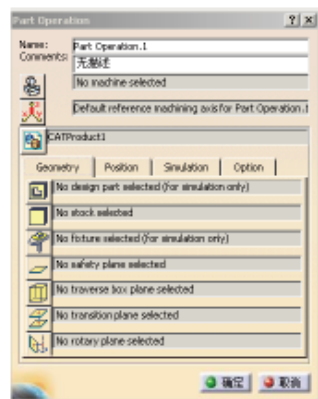 Part Operation
Name: Part Operation.1
Comments: 无描述
No machine selected
Default reference machining axis for Part Operation.1
CATProduct1
Geometry Position Simulation Option
No design part selected (for simulation only)
No stock selected
No fixture selected (for simulation only)
No safety plane selected
No traverse box plane selected
No transition plane selected
No rotary plane selected
确定 取消